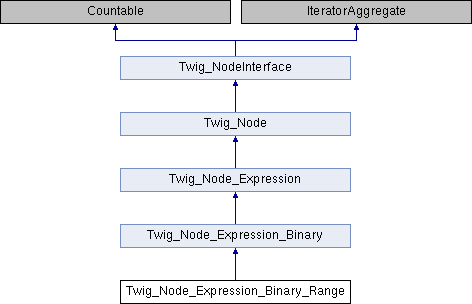 Countable
IteratorAggregate
Twig_NodeInterface
Twig_Node
Twig_Node_Expression
Twig_Node_Expression_Binary
Twig_Node_Expression_Binary_Range